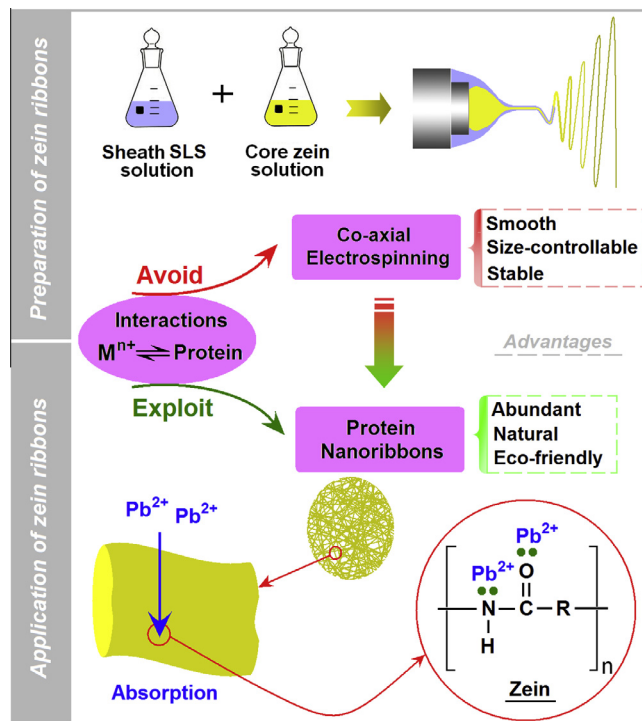 Preparation of zein ribbons
+
Sheath SLS
solution
Core zein
solution
Co-axial
Electrospinning
Smooth
Size-controllable
Stable
Avoid
Interactions
Mⁿ⁺ ⇌ Protein
Exploit
Advantages
Protein
Nanoribbons
Abundant
Natural
Eco-friendly
Application of zein ribbons
Pb²⁺ Pb²⁺
Absorption
Pb²⁺
Pb²⁺
O
N C R
H
n
Zein